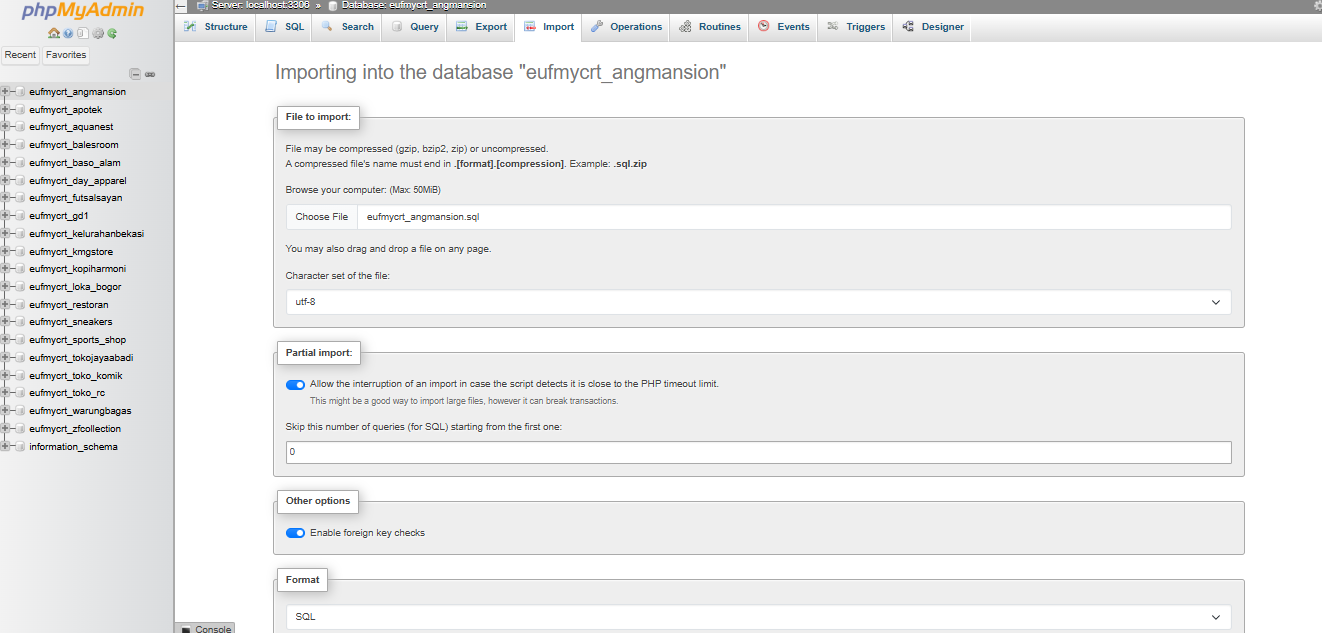 phpMyAdmin
Recent Favorites
eufmycrt_angmansion
eufmycrt_apotek
eufmycrt_aquanest
eufmycrt_balesroom
eufmycrt_baso_alam
eufmycrt_day_apparel
eufmycrt_futsalsayan
eufmycrt_gd1
eufmycrt_kelurahanbekasi
eufmycrt_kmgstore
eufmycrt_kopiharmoni
eufmycrt_loka_bogor
eufmycrt_restoran
eufmycrt_sneakers
eufmycrt_sports_shop
eufmycrt_tokojayaabadi
eufmycrt_toko_komik
eufmycrt_toko_rc
eufmycrt_warungbagas
eufmycrt_zfcollection
information_schema
Server: localhost:3306 » Database: eufmycrt_angmansion
Structure SQL Search Query Export Import Operations Routines Events Triggers Designer
Importing into the database "eufmycrt_angmansion"
File to import:
File may be compressed (gzip, bzip2, zip) or uncompressed.
A compressed file's name must end in .[format].[compression]. Example: .sql.zip
Browse your computer: (Max: 50MiB)
Choose File eufmycrt_angmansion.sql
You may also drag and drop a file on any page.
Character set of the file:
utf-8
Partial import:
Allow the interruption of an import in case the script detects it is close to the PHP timeout limit.
This might be a good way to import large files, however it can break transactions.
Skip this number of queries (for SQL) starting from the first one:
0
Other options
Enable foreign key checks
Format
SQL
Console